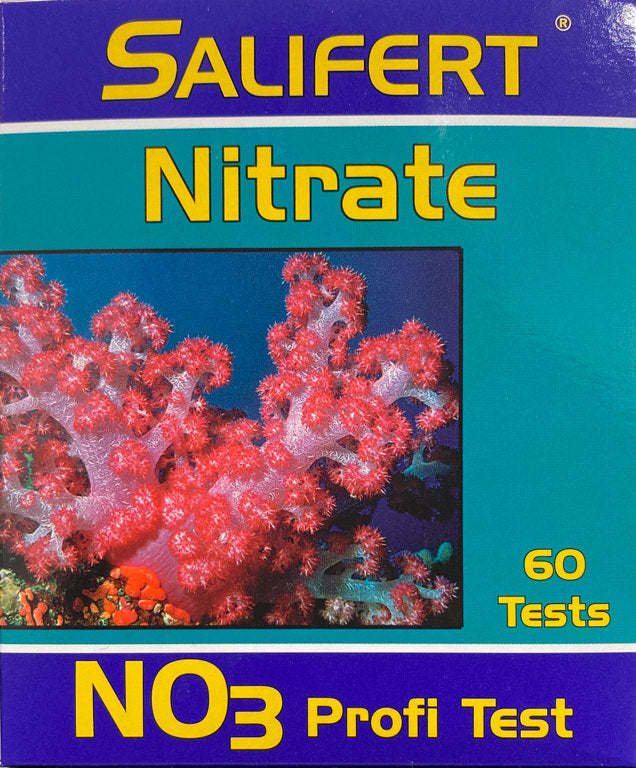 SALIFERT ®
Nitrate
60
Tests
NO3 Profi Test